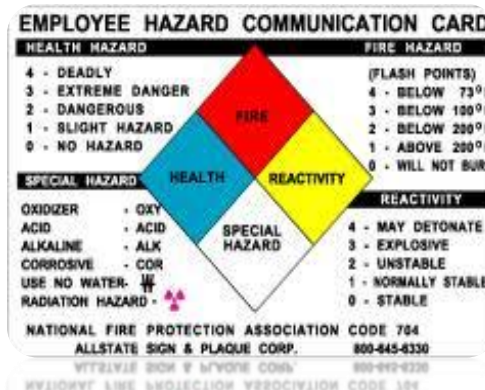 EMPLOYEE HAZARD COMMUNICATION CARD
HEALTH HAZARD
4 - DEADLY
3 - EXTREME DANGER
2 - DANGEROUS
1 - SLIGHT HAZARD
0 - NO HAZARD
FIRE HAZARD
(FLASH POINTS)
4 - BELOW 73°
3 - BELOW 100°
2 - BELOW 200°
1 - ABOVE 200°
0 - WILL NOT BUR
FIRE
HEALTH
REACTIVITY
SPECIAL
HAZARD
SPECIAL HAZARD
OXIDIZER - OXY
ACID - ACID
ALKALINE - ALK
CORROSIVE - COR
USE NO WATER- W
RADIATION HAZARD -
REACTIVITY
4 - MAY DETONATE
3 - EXPLOSIVE
2 - UNSTABLE
1 - NORMALLY STABLE
0 - STABLE
NATIONAL FIRE PROTECTION ASSOCIATION CODE 704
ALLSTATE SIGN & PLAQUE CORP. 800-645-6330